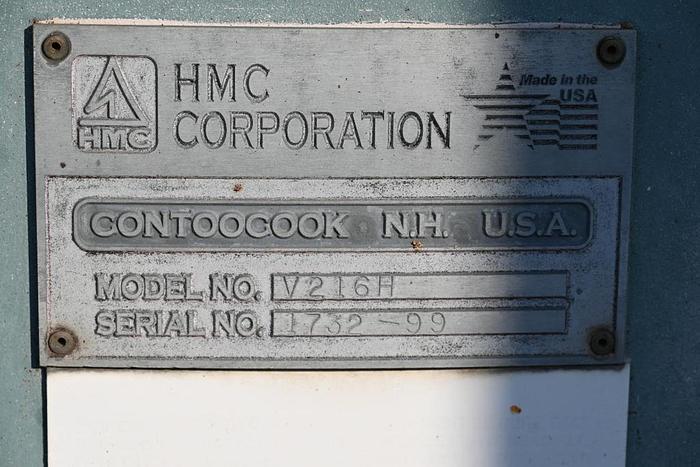 HMC
HMC
CORPORATION
Made in the
USA
CONTOOCOOK N.H. U.S.A.
MODEL NO. V216H
SERIAL NO. 1732-99